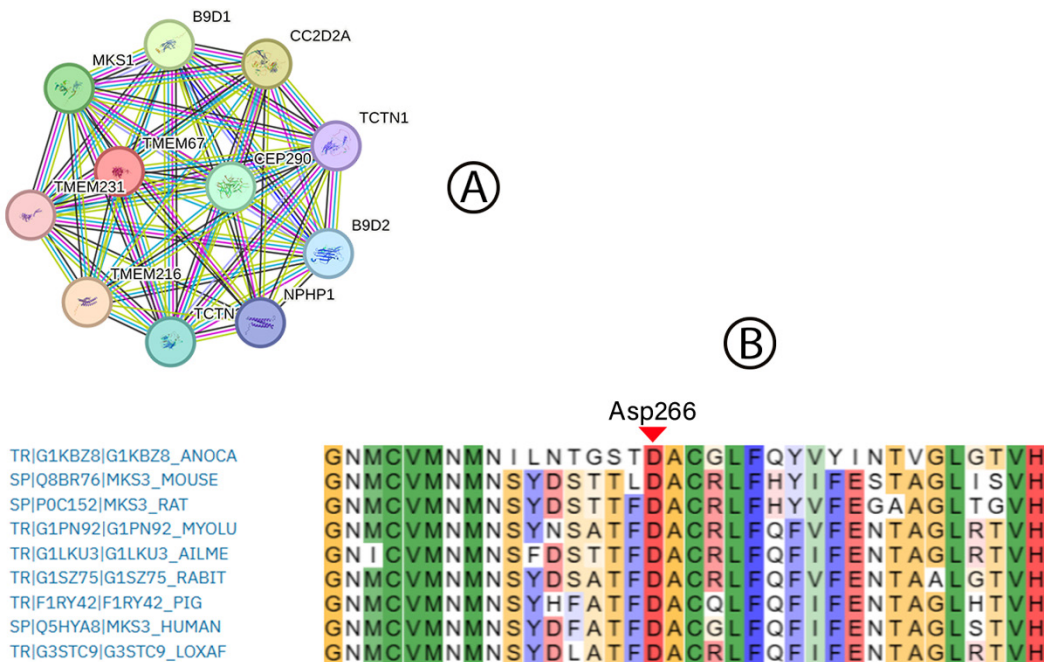 B9D1
CC2D2A
MKS1
TCTN1
TMEM67
CEP290
A
TMEM231
B9D2
TMEM216
NPHP1
TCTN
B
Asp266
TR|G1KBZ8|G1KBZ8_ANOCA GNMCVMNMNILNTGSTDACGLFQYVYINTVGLGTVH
SP|Q8BR76|MKS3_MOUSE GNMCVMNMNSYDSTTLDACRLFHYIFESTAGLISVH
SP|P0C152|MKS3_RAT GNMCVMNMNSYDSTTFDACRLFHYVFEGAAGLTGVH
TR|G1PN92|G1PN92_MYOLU GNMCVMNMNSYNSATFDACRLFQFVFENTAGLRTVH
TR|G1LKU3|G1LKU3_AILME GNICVMNMNSFDSTTFDACRLFQFIFENTAGLRTVH
TR|G1SZ75|G1SZ75_RABIT GNMCVMNMNSYDSATFDACRLFQFVFENTAALGTVH
TR|F1RY42|F1RY42_PIG GNMCVMNMNSYHFATFDACQLFQFIFENTAGLHTVH
SP|Q5HYA8|MKS3_HUMAN GNMCVMNMNSYDFATFDACGLFQFIFENTAGLSTVH
TR|G3STC9|G3STC9_LOXAF GNMCVMNMNSYDLATFDACRLFQFIFENTAGLRTVH